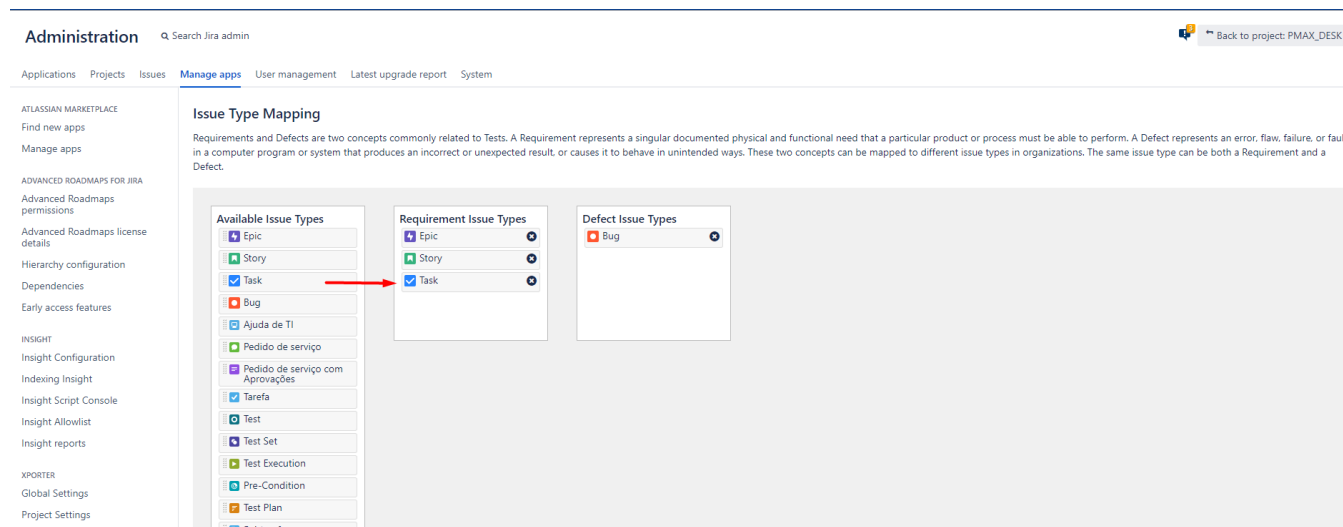 Administration
Search Jira admin
Back to project: PMAX_DESK
Applications Projects Issues Manage apps User management Latest upgrade report System
ATLASSIAN MARKETPLACE
Find new apps
Manage apps
ADVANCED ROADMAPS FOR JIRA
Advanced Roadmaps
permissions
Advanced Roadmaps license
details
Hierarchy configuration
Dependencies
Early access features
INSIGHT
Insight Configuration
Indexing Insight
Insight Script Console
Insight Allowlist
Insight reports
XPORTER
Global Settings
Project Settings
Issue Type Mapping
Requirements and Defects are two concepts commonly related to Tests. A Requirement represents a singular documented physical and functional need that a particular product or process must be able to perform. A Defect represents an error, flaw, failure, or faul
in a computer program or system that produces an incorrect or unexpected result, or causes it to behave in unintended ways. These two concepts can be mapped to different issue types in organizations. The same issue type can be both a Requirement and a
Defect.
Available Issue Types
Epic
Story
Task
Bug
Ajuda de TI
Pedido de serviço
Pedido de serviço com
Aprovações
Tarefa
Test
Test Set
Test Execution
Pre-Condition
Test Plan
Requirement Issue Types
Epic
Story
Task
Defect Issue Types
Bug